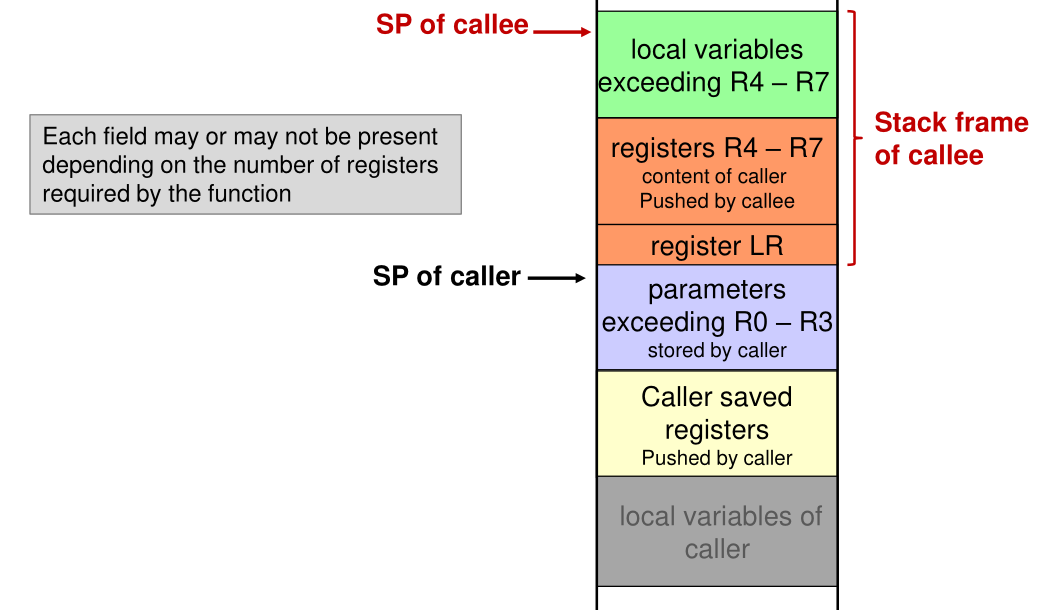 SP of callee
local variables
exceeding R4 – R7
Stack frame
of callee
Each field may or may not be present
depending on the number of registers
required by the function
registers R4 – R7
content of caller
Pushed by callee
register LR
SP of caller
parameters
exceeding R0 – R3
stored by caller
Caller saved
registers
Pushed by caller
local variables of
caller